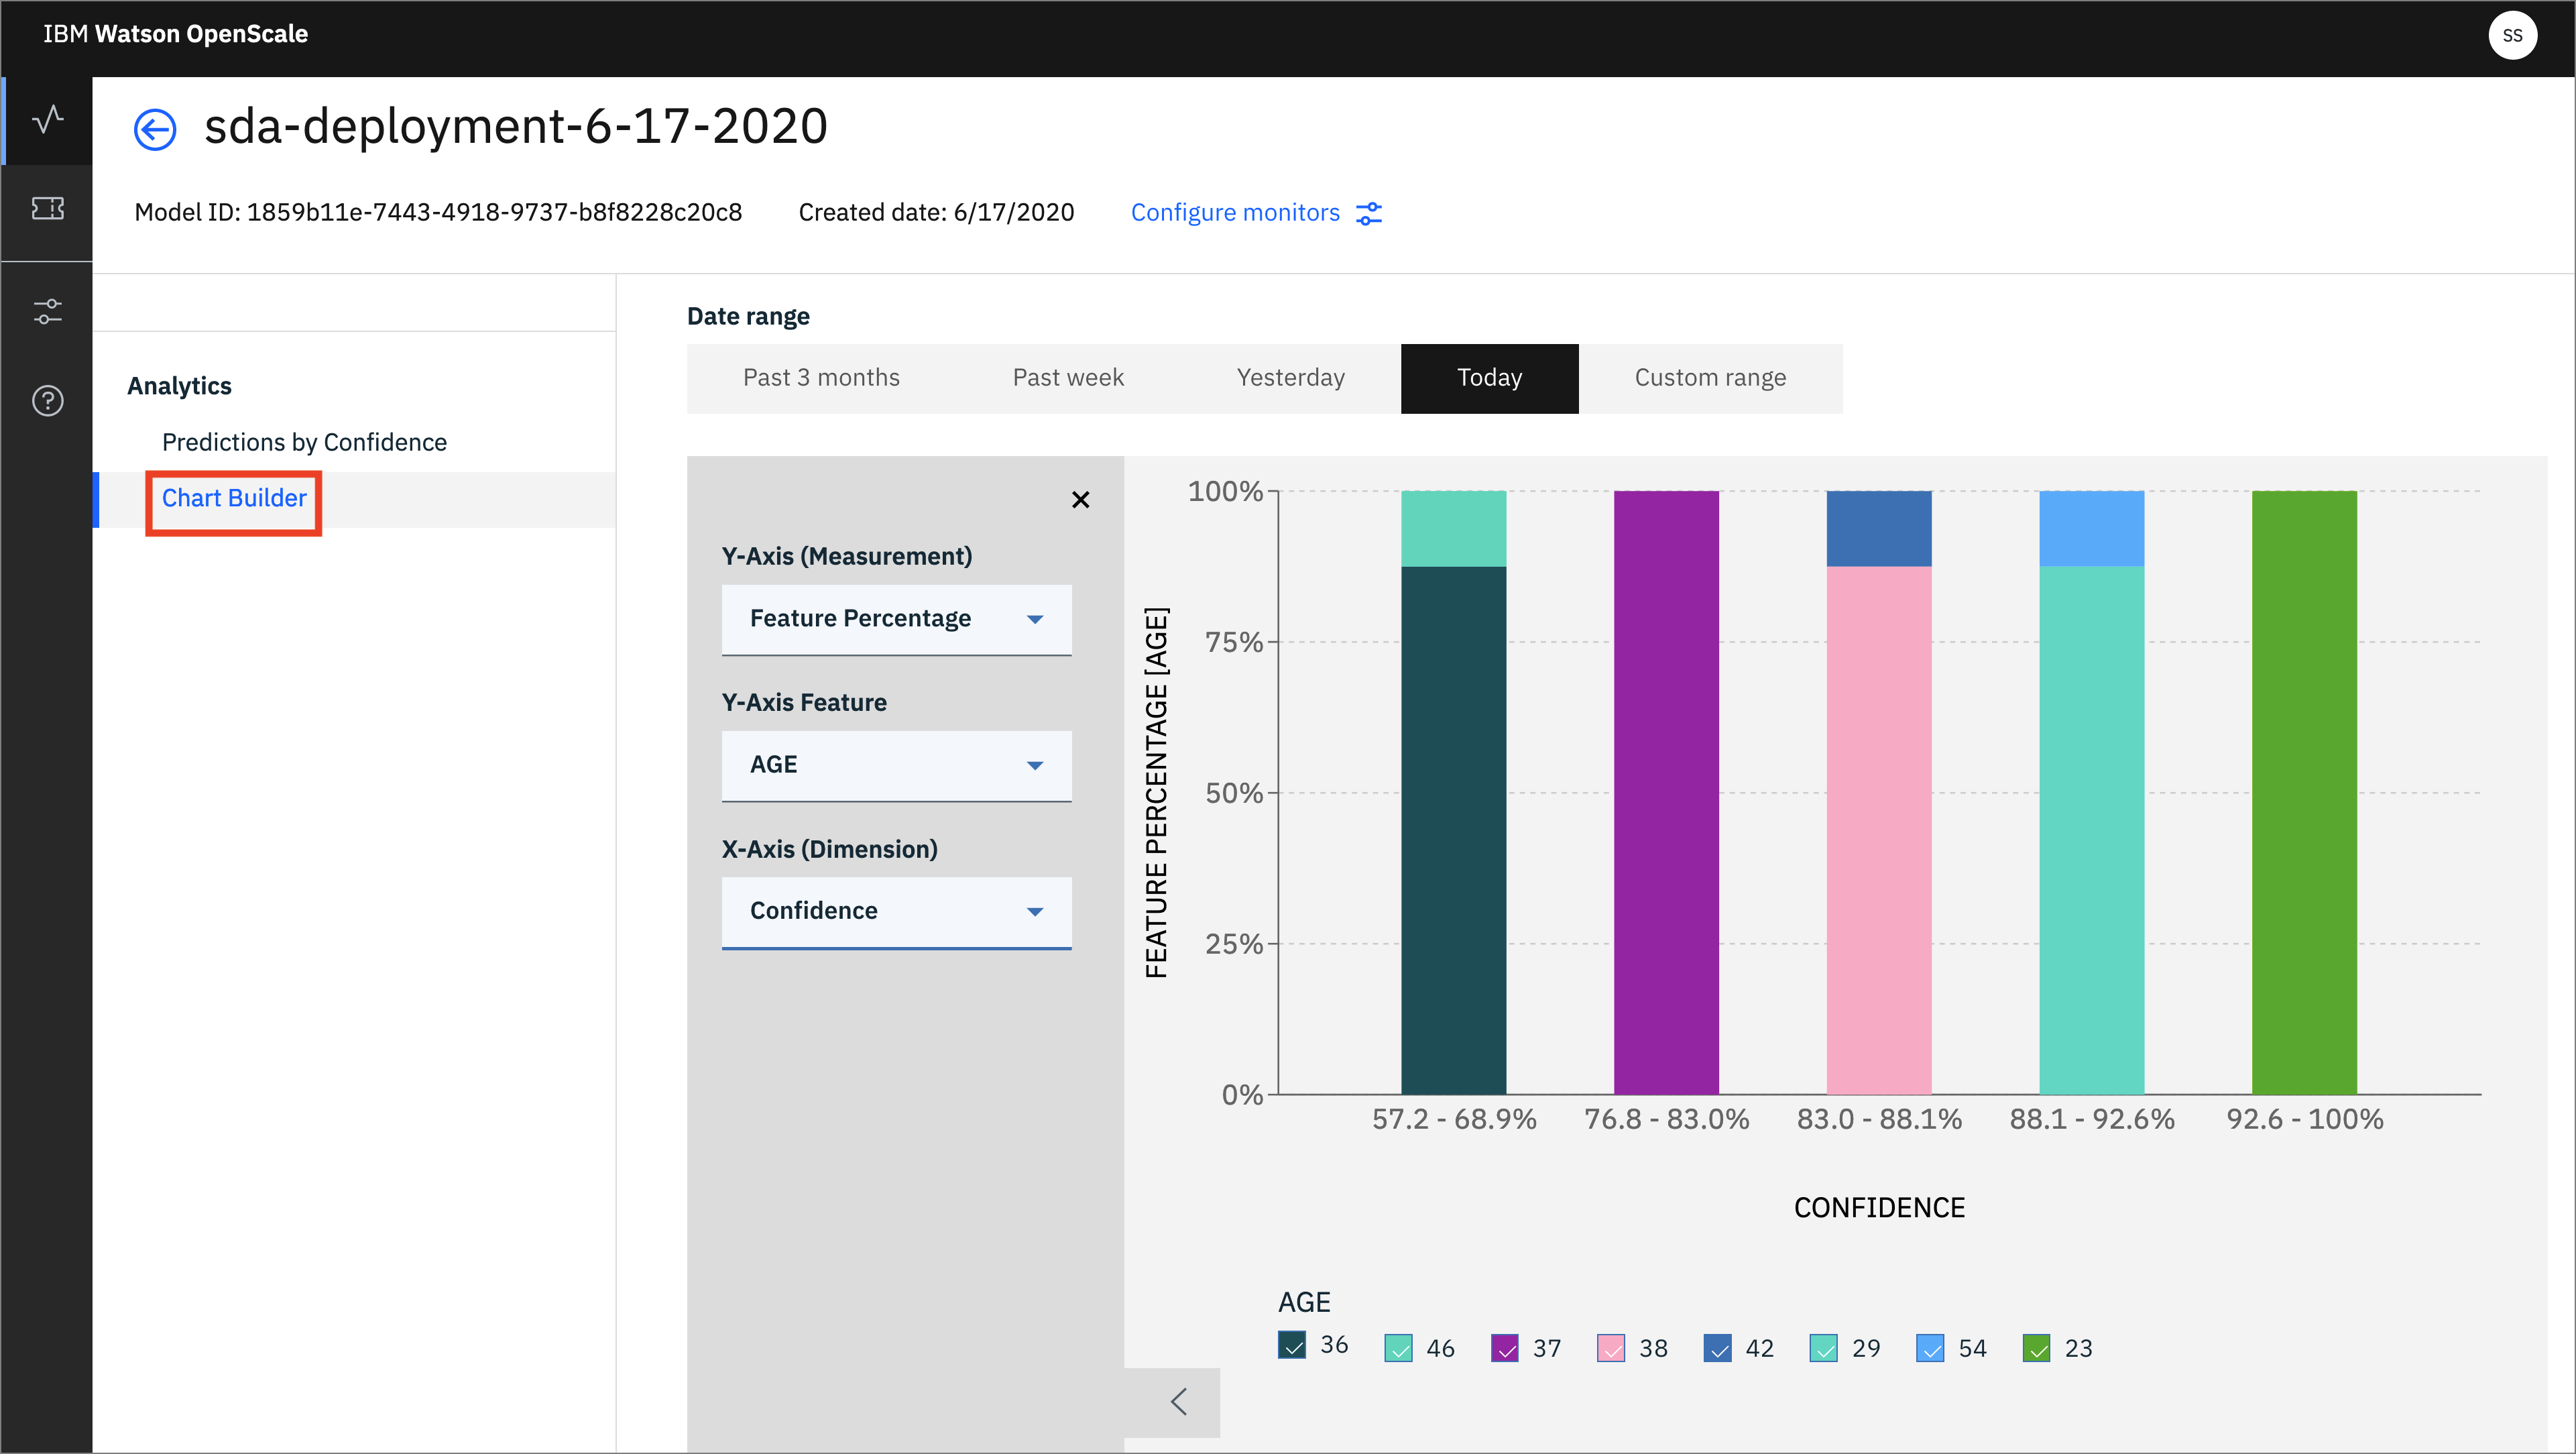 IBM Watson OpenScale
SS
sda-deployment-6-17-2020
Model ID: 1859b11e-7443-4918-9737-b8f8228c20c8 Created date: 6/17/2020 Configure monitors
Analytics
Predictions by Confidence
Chart Builder
Date range
Past 3 months Past week Yesterday Today Custom range
Y-Axis (Measurement)
Feature Percentage
Y-Axis Feature
AGE
X-Axis (Dimension)
Confidence
FEATURE PERCENTAGE [AGE]
100%
75%
50%
25%
0%
57.2 - 68.9% 76.8 - 83.0% 83.0 - 88.1% 88.1 - 92.6% 92.6 - 100%
CONFIDENCE
AGE
36 46 37 38 42 29 54 23